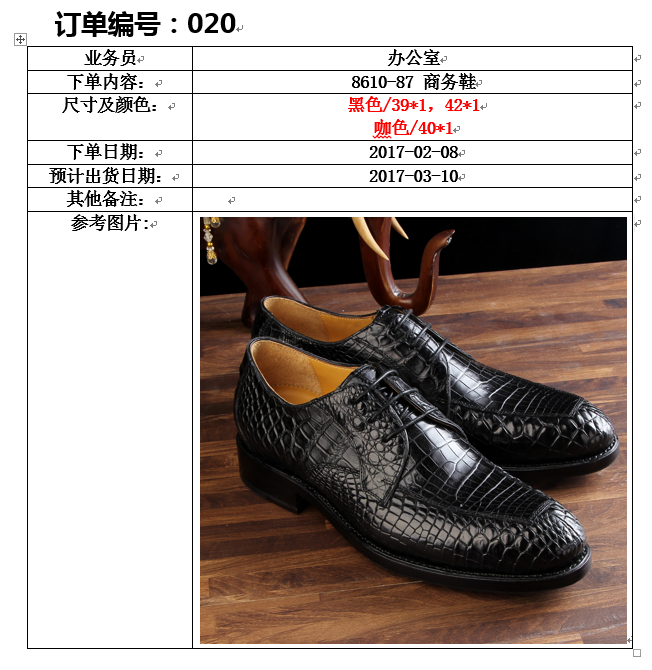 订单编号：020
业务员 办公室
下单内容： 8610-87 商务鞋
尺寸及颜色： 黑色/39*1，42*1
咖色/40*1
下单日期： 2017-02-08
预计出货日期： 2017-03-10
其他备注：
参考图片: